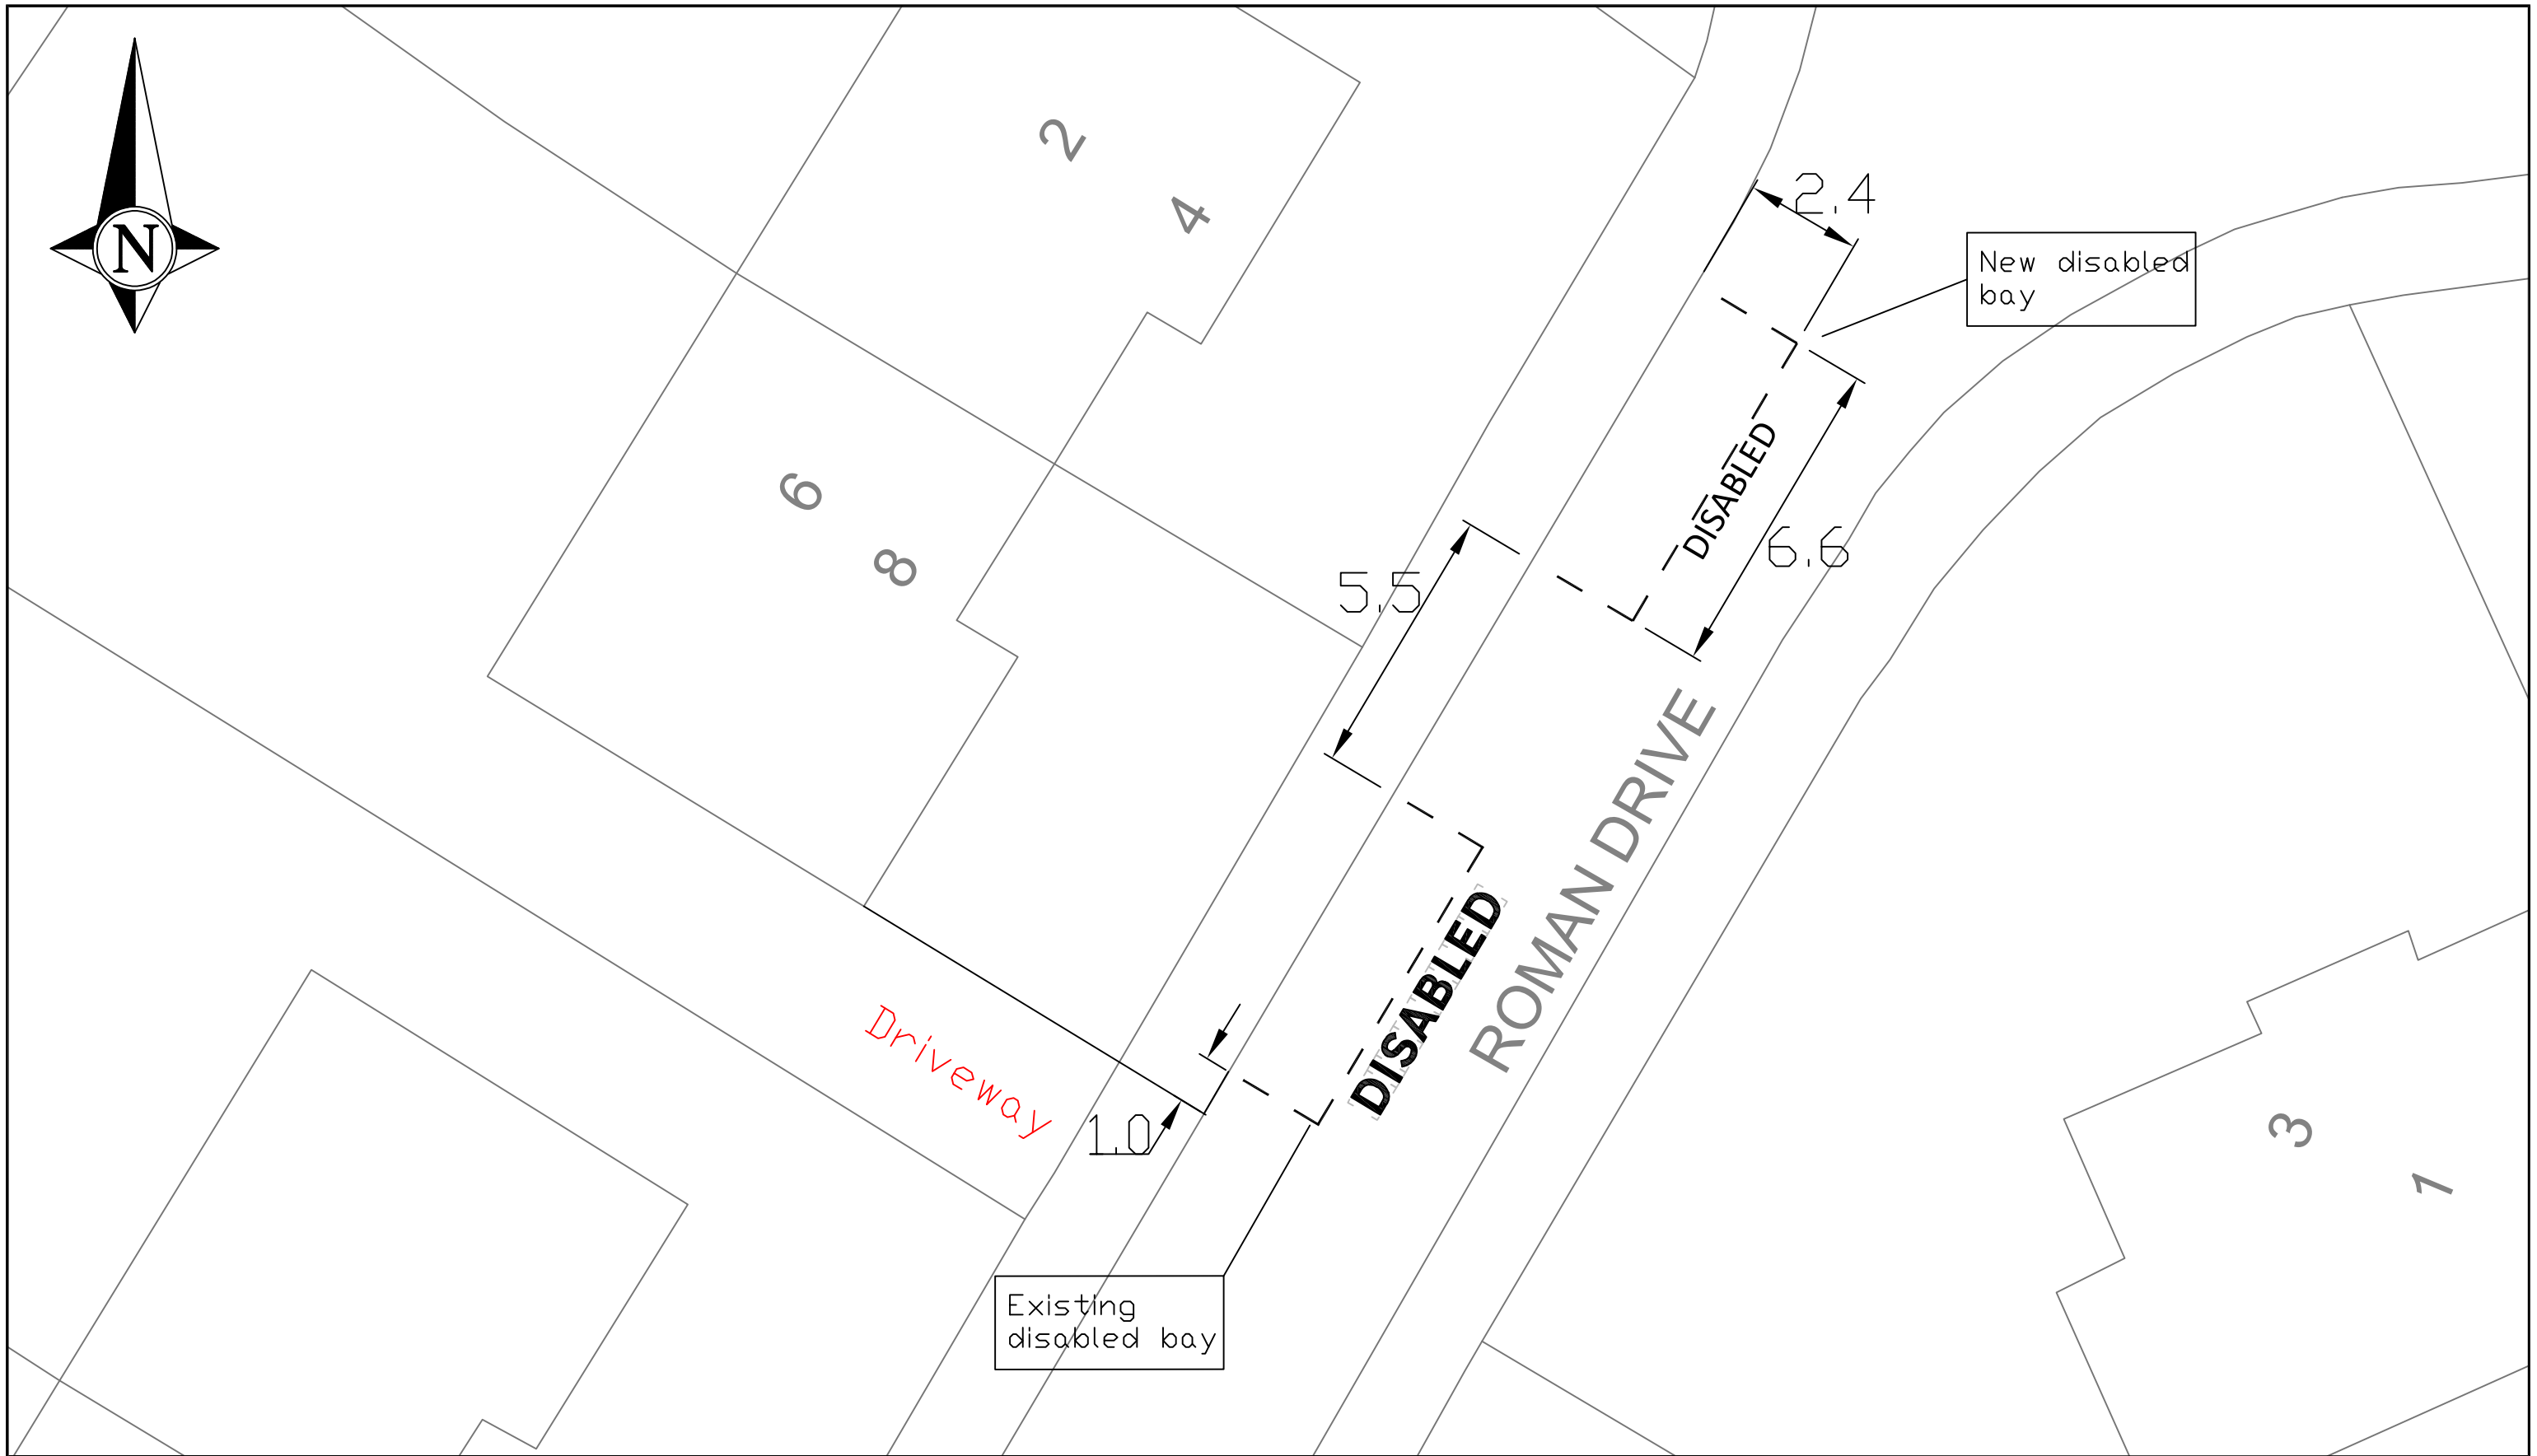 N
2
4
2.4
New disabled
bay
6
8
DISABLED
6.6
5.5
DISABLED
ROMAN DRIVE
Driveway
1.0
3
1
Existing
disabled bay